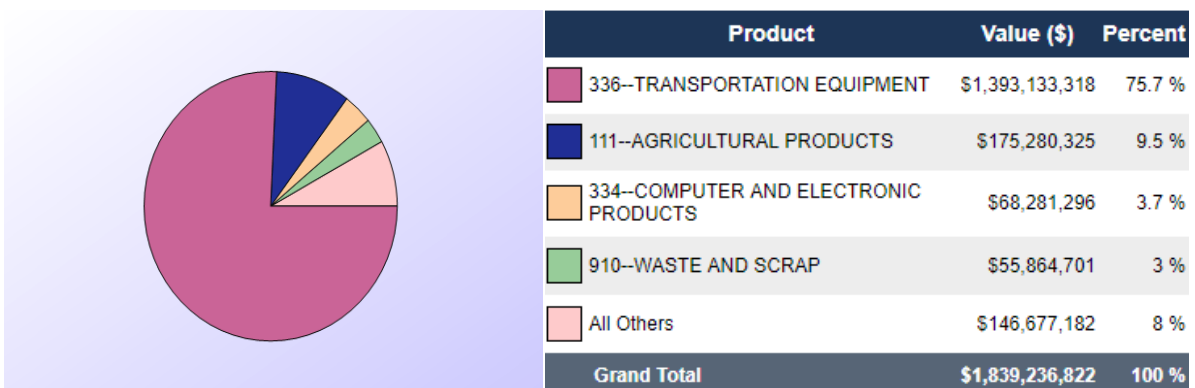 Product Value ($) Percent
336--TRANSPORTATION EQUIPMENT $1,393,133,318 75.7 %
111--AGRICULTURAL PRODUCTS $175,280,325 9.5 %
334--COMPUTER AND ELECTRONIC
PRODUCTS $68,281,296 3.7 %
910--WASTE AND SCRAP $55,864,701 3 %
All Others $146,677,182 8 %
Grand Total $1,839,236,822 100 %